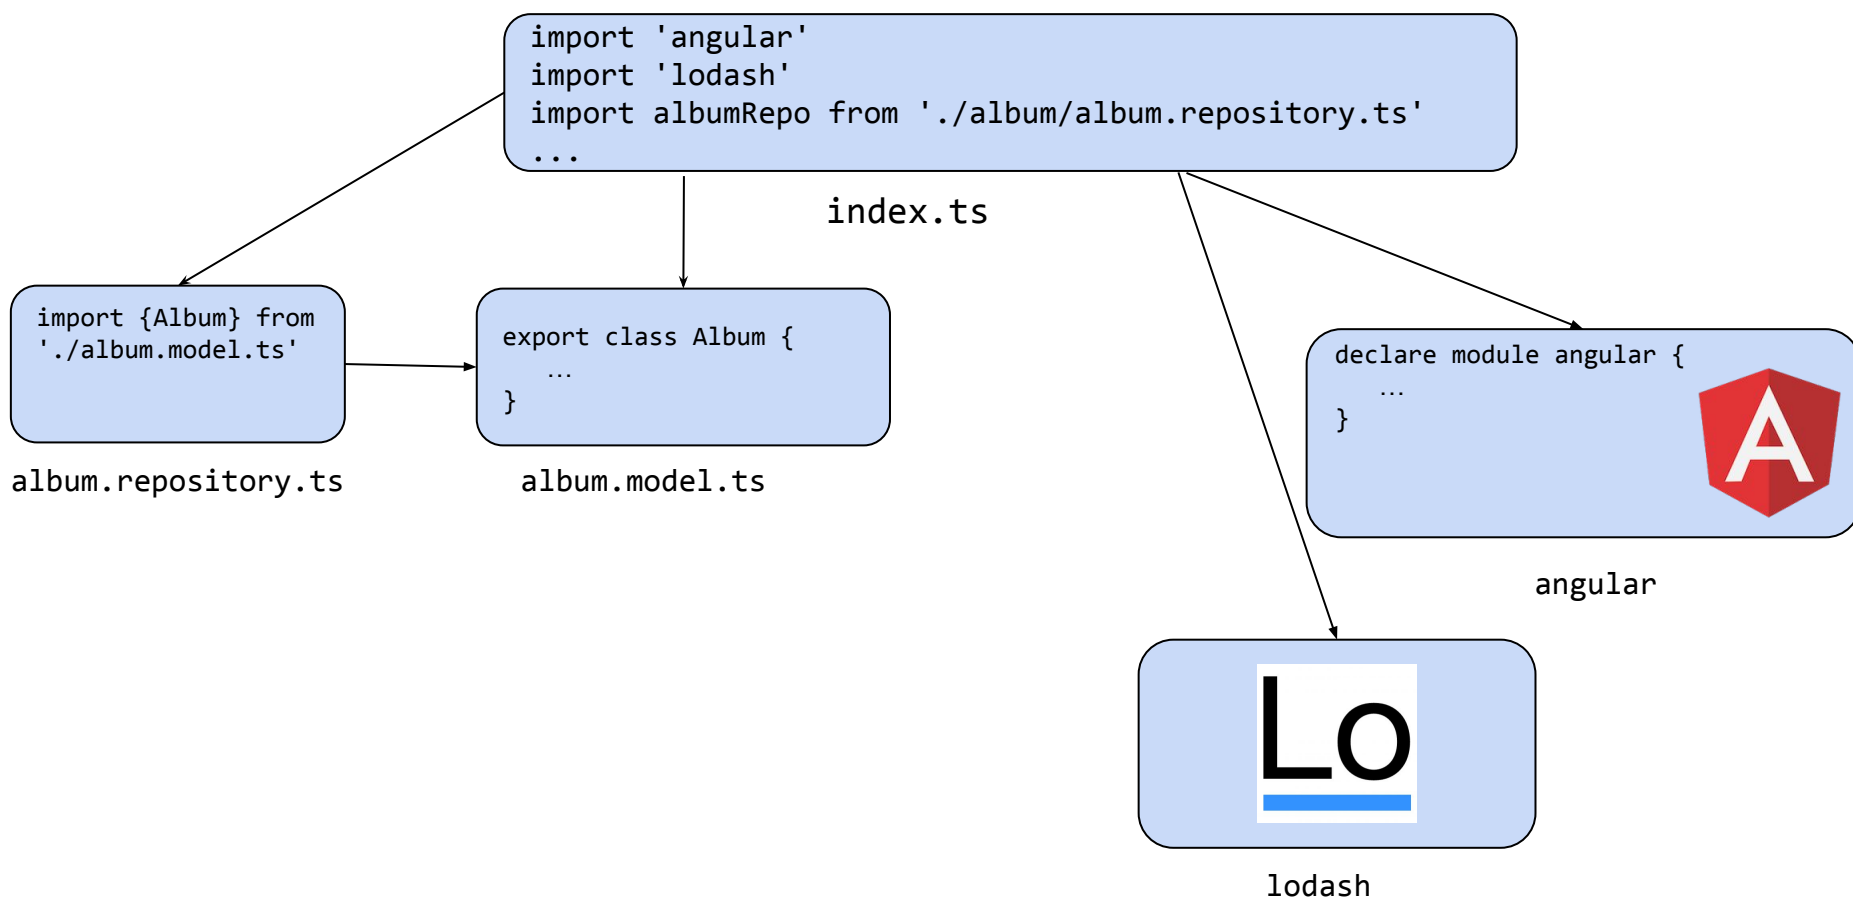 import 'angular'
import 'lodash'
import albumRepo from './album/album.repository.ts'
...
index.ts
import {Album} from
'./album.model.ts'
album.repository.ts
export class Album {
...
}
album.model.ts
declare module angular {
...
}
A
angular
Lo
lodash